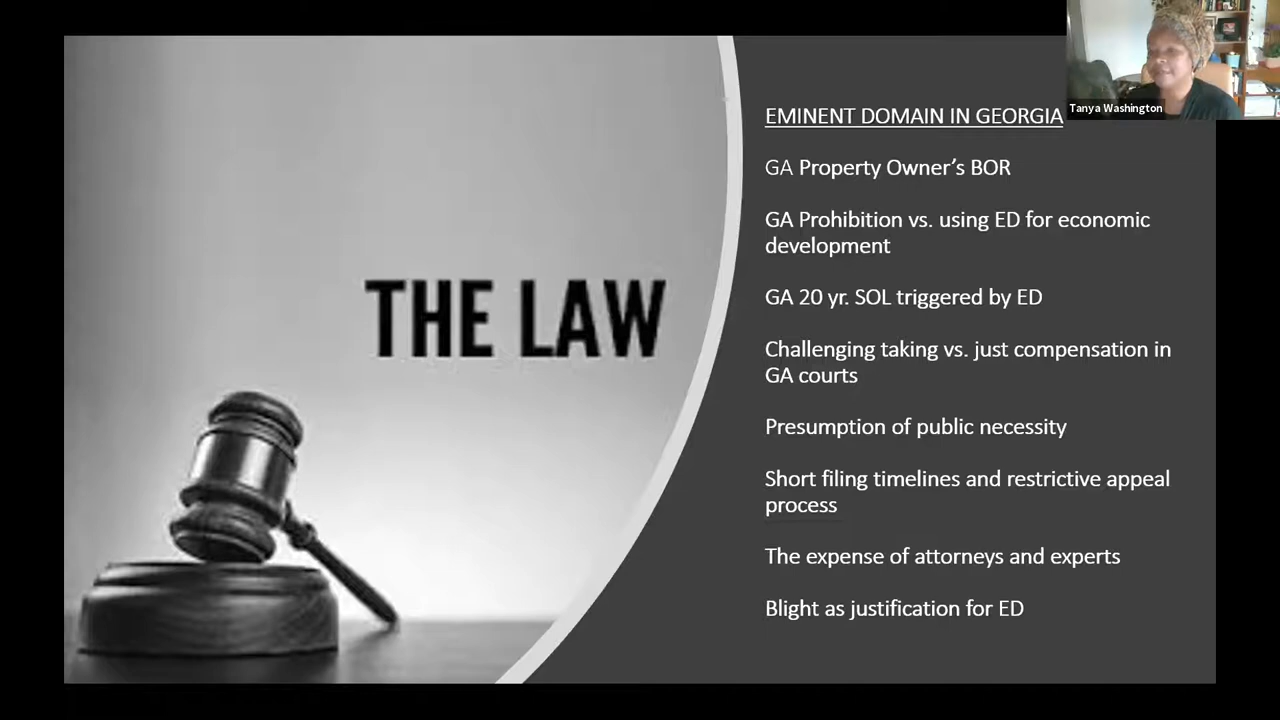 Tanya Washington
THE LAW
EMINENT DOMAIN IN GEORGIA
GA Property Owner’s BOR
GA Prohibition vs. using ED for economic
development
GA 20 yr. SOL triggered by ED
Challenging taking vs. just compensation in
GA courts
Presumption of public necessity
Short filing timelines and restrictive appeal
process
The expense of attorneys and experts
Blight as justification for ED